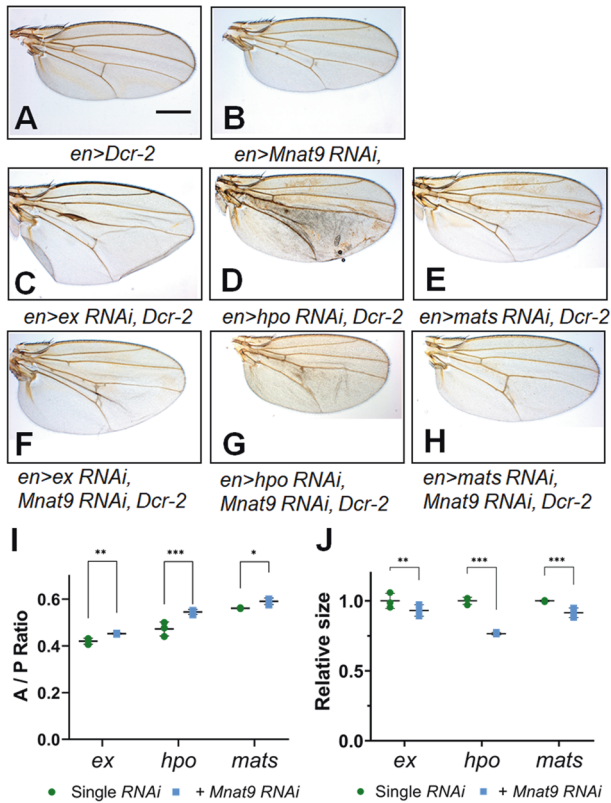 A
B
en>Dcr-2
en>Mnat9 RNAi,
C
D
E
en>ex RNAi, Dcr-2
en>hpo RNAi, Dcr-2
en>mats RNAi, Dcr-2
F
G
H
en>ex RNAi,
Mnat9 RNAi, Dcr-2
en>hpo RNAi,
Mnat9 RNAi, Dcr-2
en>mats RNAi,
Mnat9 RNAi, Dcr-2
I
A / P Ratio
0.6
0.4
0.2
0.0
**
***
*
ex
hpo
mats
Single RNAi
+ Mnat9 RNAi
J
Relative size
1.0
0.5
0.0
**
***
***
ex
hpo
mats
Single RNAi
+ Mnat9 RNAi